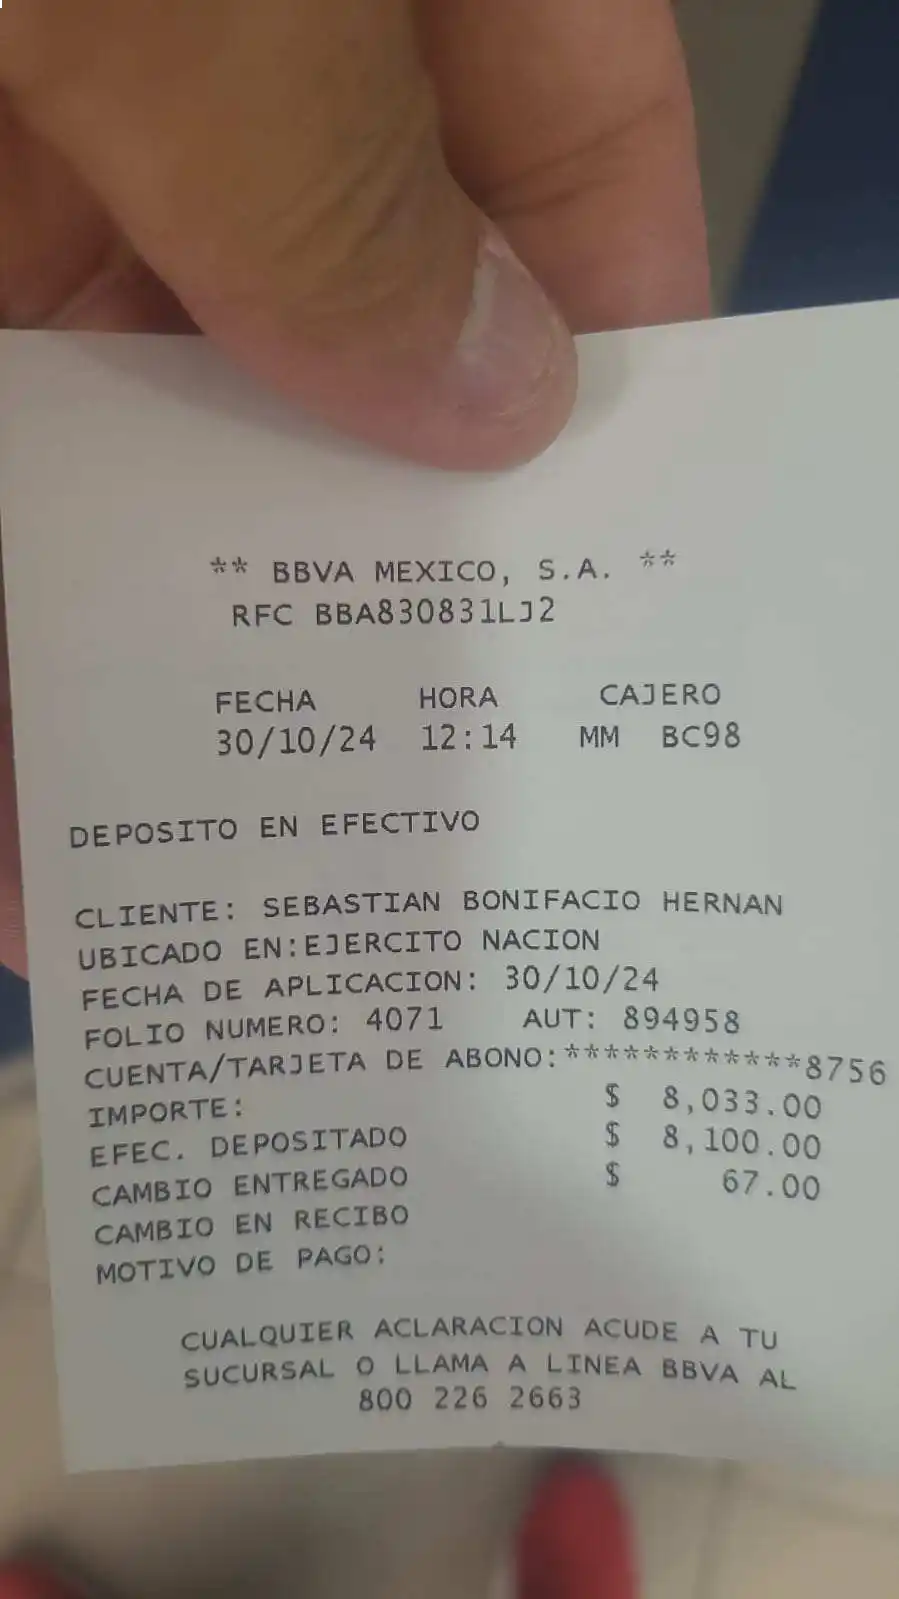 ** BBVA MEXICO, S.A. **
RFC BBA830831LJ2
FECHA HORA CAJERO
30/10/24 12:14 MM BC98
DEPOSITO EN EFECTIVO
CLIENTE: SEBASTIAN BONIFACIO HERNAN
UBICADO EN:EJERCITO NACION
FECHA DE APLICACION: 30/10/24
FOLIO NUMERO: 4071 AUT: 894958
CUENTA/TARJETA DE ABONO:************8756
IMPORTE: $ 8,033.00
EFEC. DEPOSITADO $ 8,100.00
CAMBIO ENTREGADO $ 67.00
CAMBIO EN RECIBO
MOTIVO DE PAGO:
CUALQUIER ACLARACION ACUDE A TU
SUCURSAL O LLAMA A LINEA BBVA AL
800 226 2663